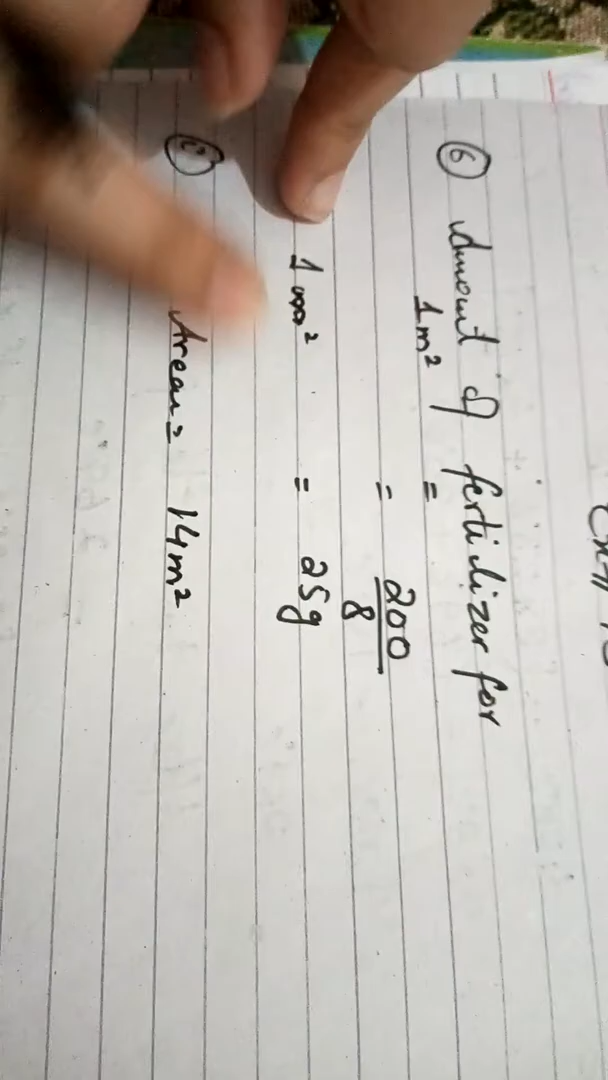 ⑥ Amount of fertilizer for
1m² =
= 200/8
1m² = 25g
Area = 14m²